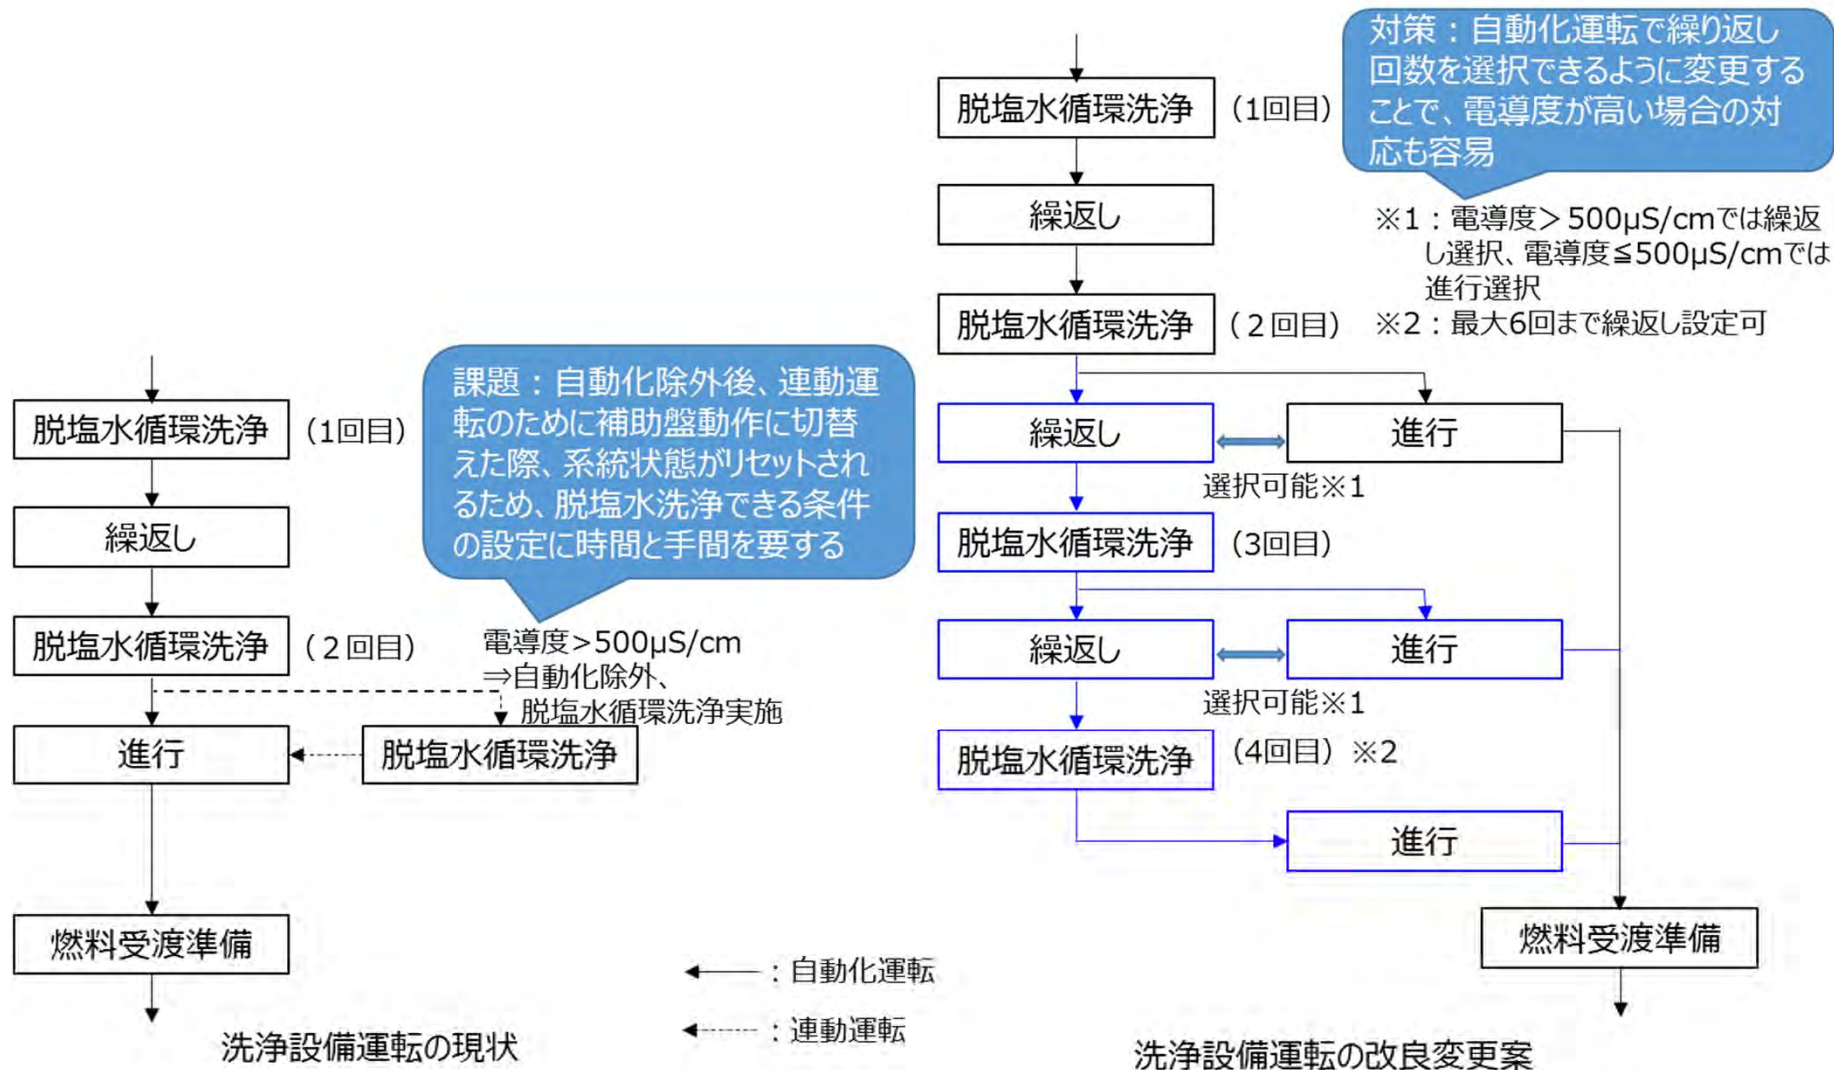 脱塩水循環洗浄 (1回目)
繰返し
脱塩水循環洗浄 (2回目)
進行
脱塩水循環洗浄
燃料受渡準備
課題：自動化除外後、連動運
転のために補助盤動作に切替
えた際、系統状態がリセットされ
るため、脱塩水洗浄できる条件
の設定に時間と手間を要する
電導度>500μS/cm
⇒自動化除外、
脱塩水循環洗浄実施
洗浄設備運転の現状
：自動化運転
：連動運転
脱塩水循環洗浄 (1回目)
繰返し
脱塩水循環洗浄 (2回目)
繰返し
進行
選択可能※1
脱塩水循環洗浄 (3回目)
繰返し
進行
選択可能※1
脱塩水循環洗浄 (4回目) ※2
進行
燃料受渡準備
対策：自動化運転で繰り返し
回数を選択できるように変更する
ことで、電導度が高い場合の対
応も容易
※1：電導度＞500μS/cmでは繰返
し選択、電導度≦500μS/cmでは
進行選択
※2：最大6回まで繰返し設定可
洗浄設備運転の改良変更案